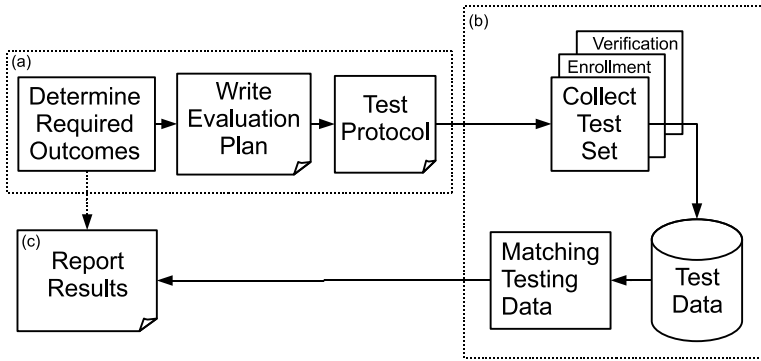 (a)
Determine
Required
Outcomes
Write
Evaluation
Plan
Test
Protocol
(b)
Verification
Enrollment
Collect
Test
Set
Test
Data
Matching
Testing
Data
(c)
Report
Results